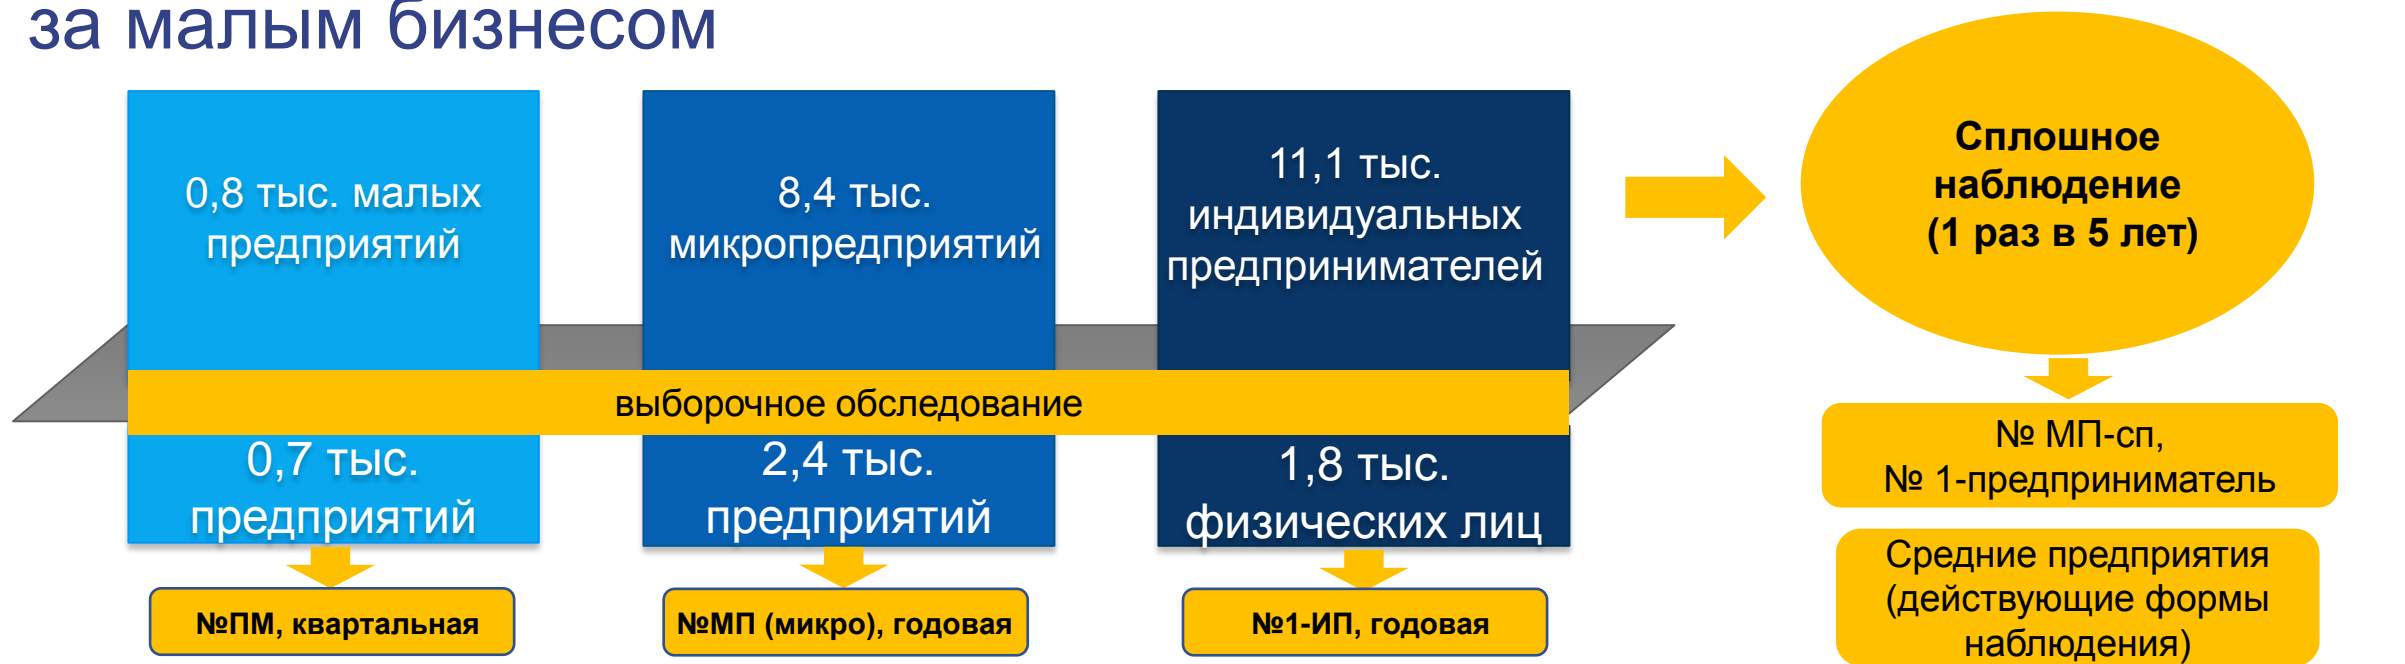 за малым бизнесом
0,8 тыс. малых
предприятий
8,4 тыс.
микропредприятий
11,1 тыс.
индивидуальных
предпринимателей
выборочное обследование
0,7 тыс.
предприятий
2,4 тыс.
предприятий
1,8 тыс.
физических лиц
№ПМ, квартальная
№МП (микро), годовая
№1-ИП, годовая
Сплошное
наблюдение
(1 раз в 5 лет)
№ МП-сп,
№ 1-предприниматель
Средние предприятия
(действующие формы
наблюдения)